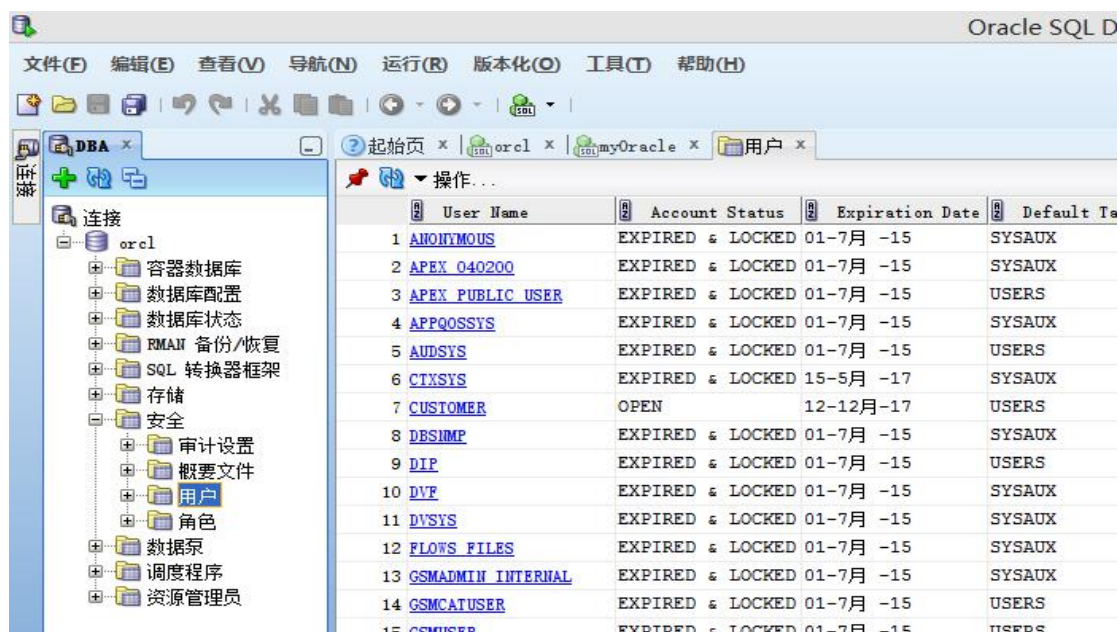 Oracle SQL D
文件(F) 编辑(E) 查看(V) 导航(N) 运行(R) 版本化(O) 工具(T) 帮助(H)
连接
DBA
起始页 orcl myOracle 用户
操作...
连接
orcl
容器数据库
数据库配置
数据库状态
RMAN 备份/恢复
SQL 转换器框架
存储
安全
审计设置
概要文件
用户
角色
数据泵
调度程序
资源管理员
User Name Account Status Expiration Date Default Ta
1 ANONYMOUS EXPIRED & LOCKED 01-7月 -15 SYSAUX
2 APEX_040200 EXPIRED & LOCKED 01-7月 -15 SYSAUX
3 APEX_PUBLIC_USER EXPIRED & LOCKED 01-7月 -15 USERS
4 APPQOSSYS EXPIRED & LOCKED 01-7月 -15 SYSAUX
5 AUDSYS EXPIRED & LOCKED 01-7月 -15 USERS
6 CTXSYS EXPIRED & LOCKED 15-5月 -17 SYSAUX
7 CUSTOMER OPEN 12-12月-17 USERS
8 DBSNMP EXPIRED & LOCKED 01-7月 -15 SYSAUX
9 DIP EXPIRED & LOCKED 01-7月 -15 USERS
10 DVF EXPIRED & LOCKED 01-7月 -15 SYSAUX
11 DVSYS EXPIRED & LOCKED 01-7月 -15 SYSAUX
12 FLOWS_FILES EXPIRED & LOCKED 01-7月 -15 SYSAUX
13 GSMADMIN_INTERNAL EXPIRED & LOCKED 01-7月 -15 SYSAUX
14 GSMCATUSER EXPIRED & LOCKED 01-7月 -15 USERS
15 GSMUSER EXPIRED & LOCKED 01-7月 -15 USERS